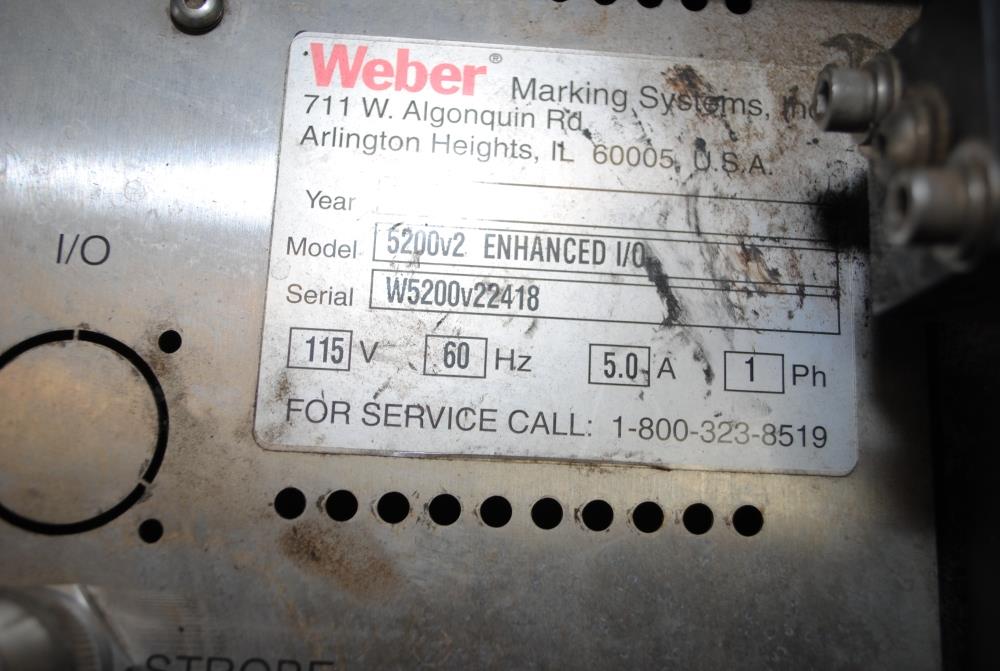 Weber® Marking Systems, Inc
711 W. Algonquin Rd.
Arlington Heights, IL 60005, U.S.A.
Year
Model 5200v2 ENHANCED I/O
I/O
Serial W5200v22418
115 V 60 Hz 5.0 A 1 Ph
FOR SERVICE CALL: 1-800-323-8519
STROBE